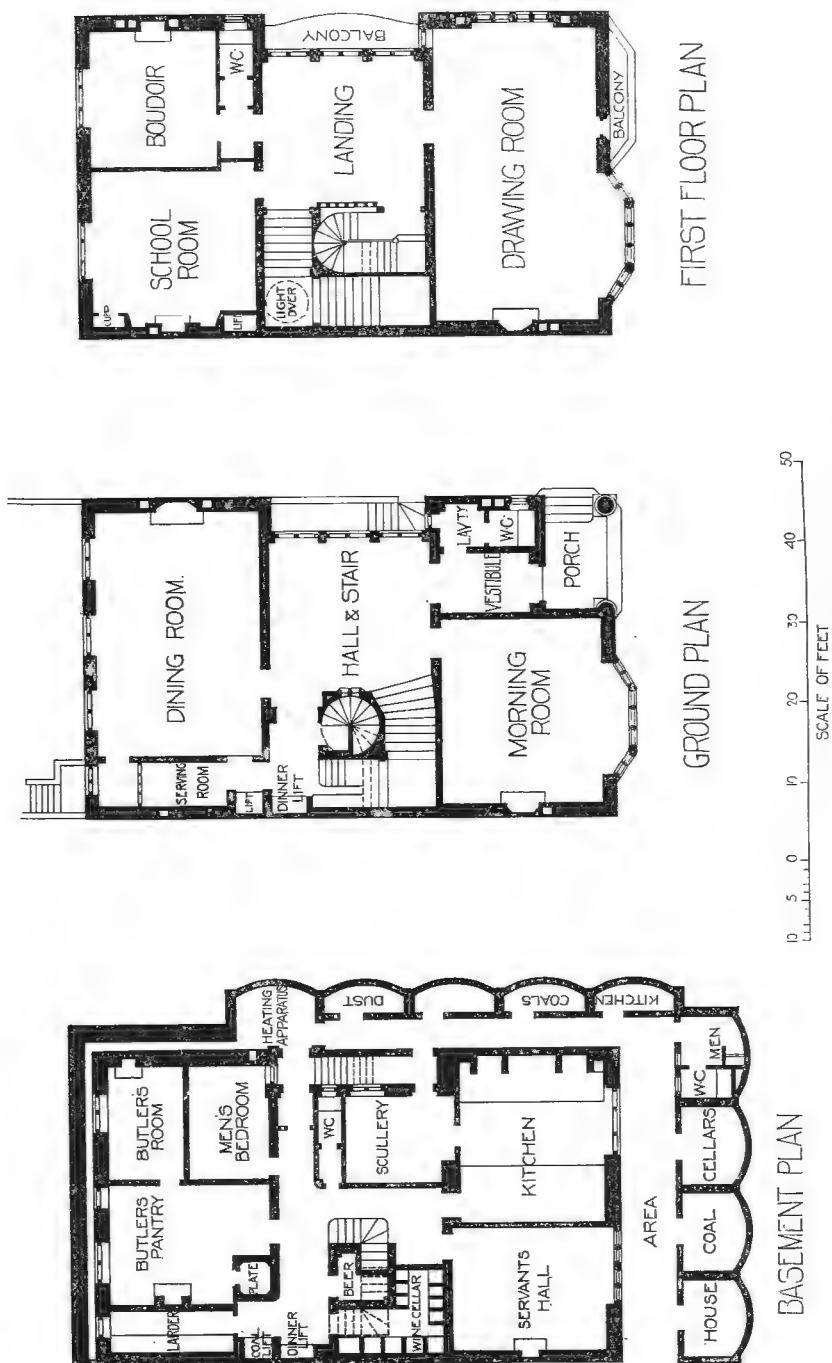 BOUDOIR
WC
BALCONY
SCHOOL
ROOM
LANDING
CUPD
LIFT
LIGHT
OVER
DRAWING ROOM
BALCONY
FIRST FLOOR PLAN
DINING ROOM.
SERVING
ROOM
LIFT
DINNER
LIFT
HALL & STAIR
LAVTY
W.C.
VESTIBULE
PORCH
MORNING
ROOM
GROUND PLAN
10 5 0 10 20 30 40 50
SCALE OF FEET
BUTLER'S
ROOM
MEN'S
BEDROOM
HEATING
APPARATUS
BUTLERS
PANTRY
PLATE
LARDER
COAL
LIFT
DINNER
LIFT
WC
SCULLERY
BEER
WINE CELLAR
DUST
COALS
KITCHEN
KITCHEN
SERVANTS
HALL
AREA
MEN
WC
HOUSE COAL CELLARS
BASEMENT PLAN